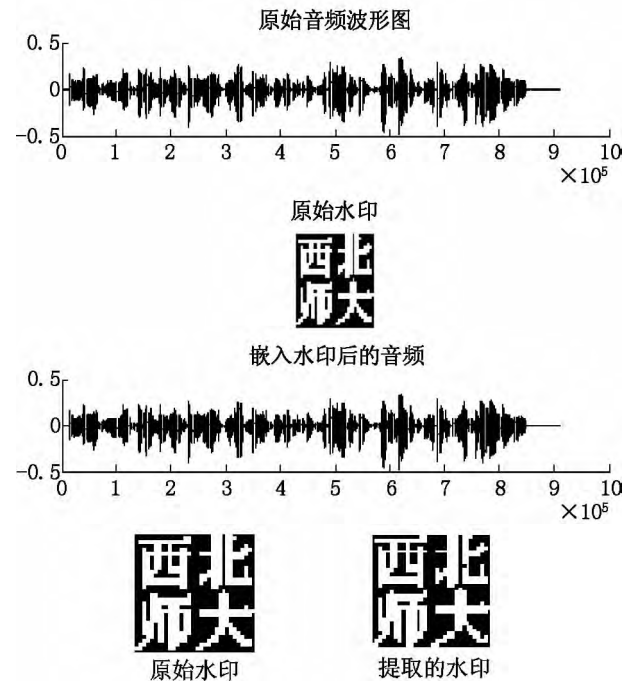 原始音频波形图
0.5
0
-0.5
0 1 2 3 4 5 6 7 8 9 10
×10⁵
原始水印
西北
师大
嵌入水印后的音频
0.5
0
-0.5
0 1 2 3 4 5 6 7 8 9 10
×10⁵
西北 西北
师大 师大
原始水印 提取的水印